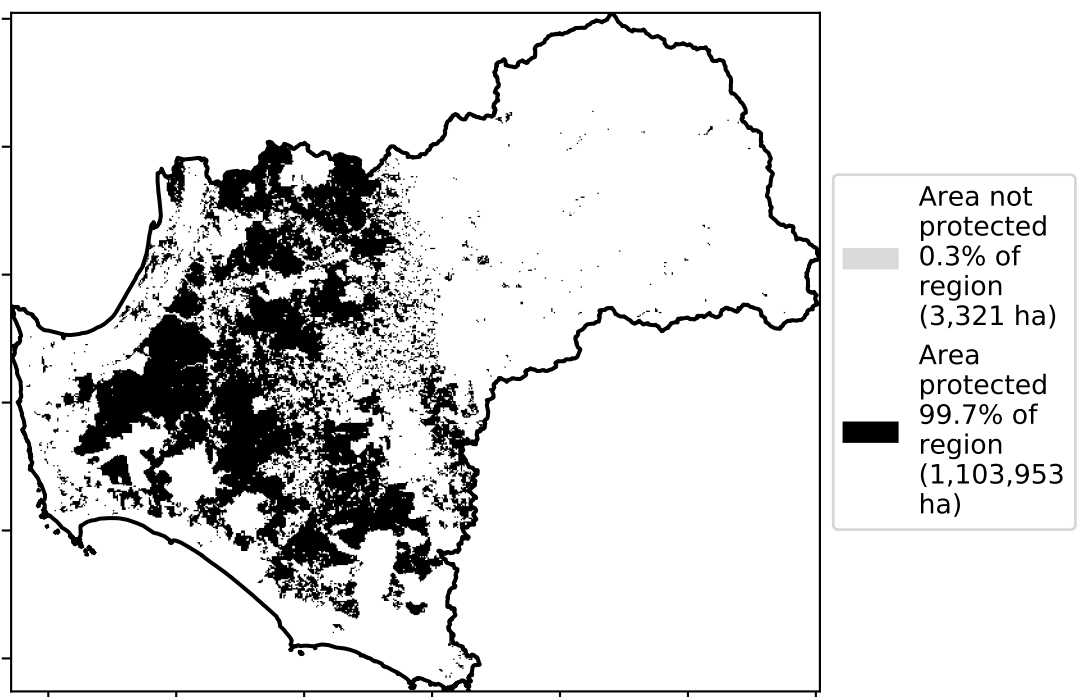 Area not
protected
0.3% of
region
(3,321 ha)
Area
protected
99.7% of
region
(1,103,953
ha)